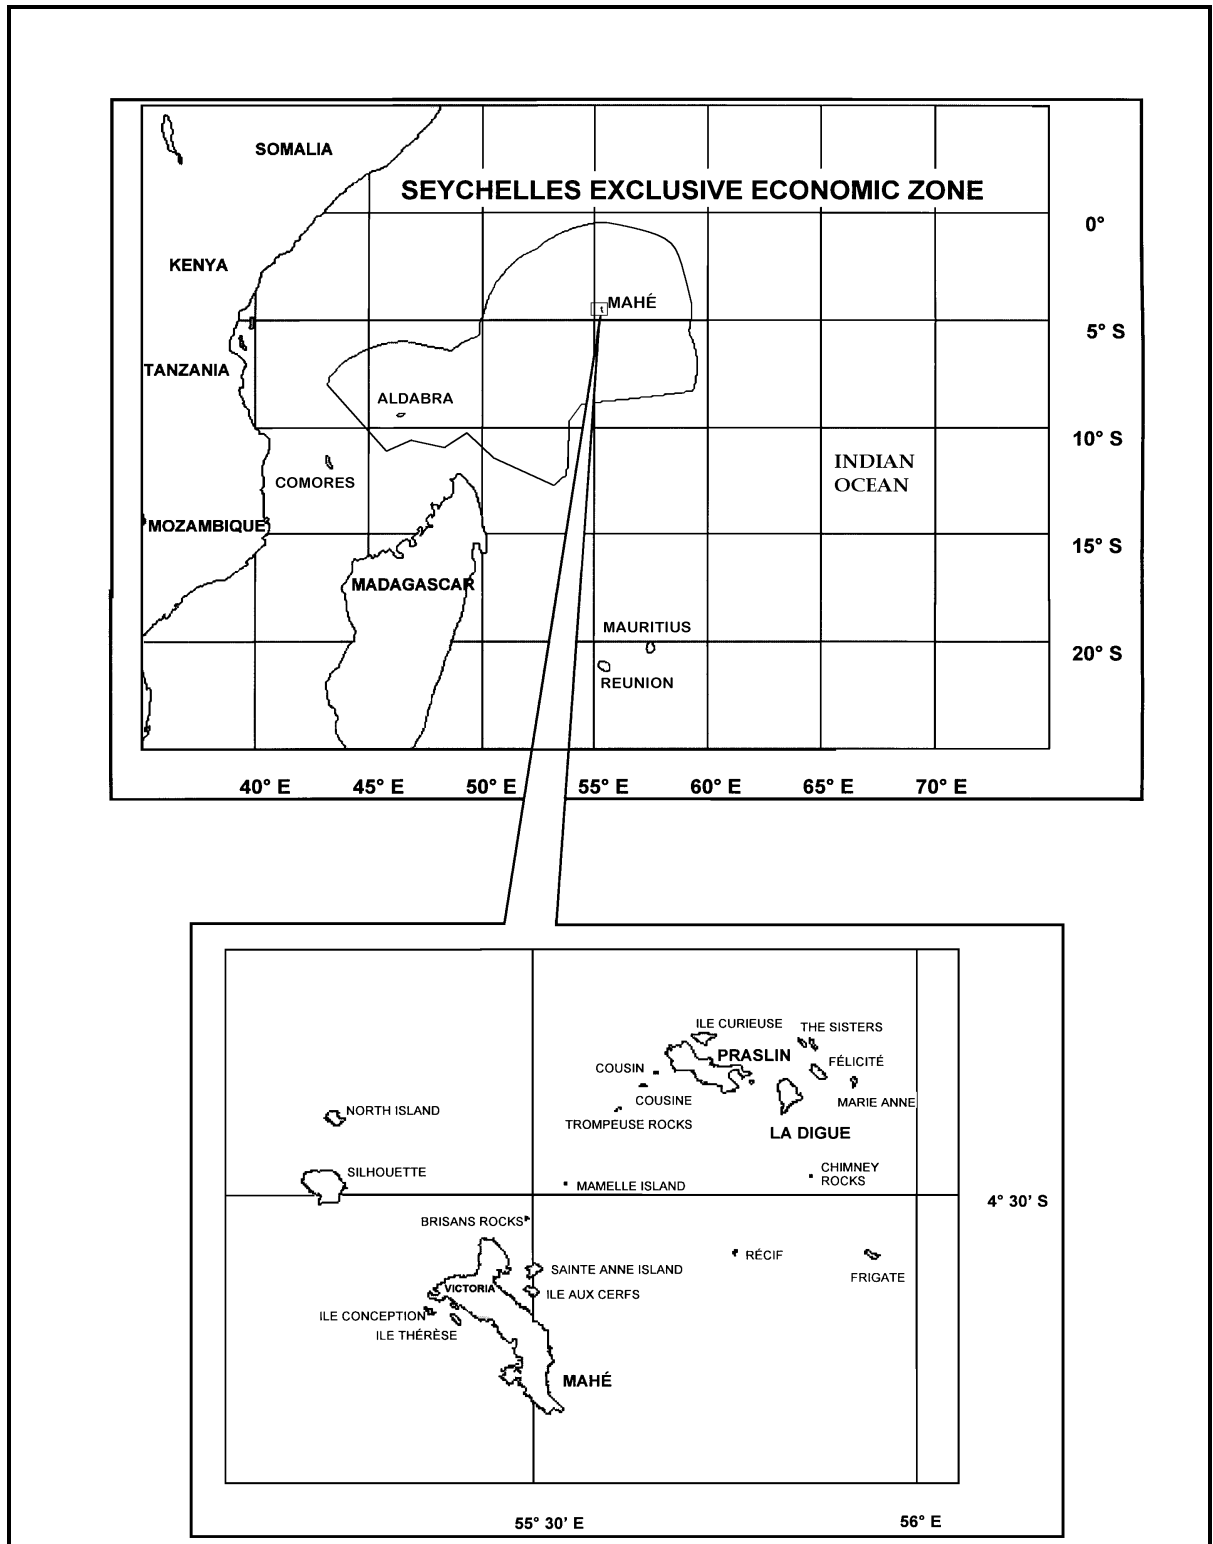 SOMALIA
SEYCHELLES EXCLUSIVE ECONOMIC ZONE
0°
KENYA
MAHÉ
5° S
TANZANIA
ALDABRA
10° S
INDIAN
OCEAN
COMORES
MOZAMBIQUE
15° S
MADAGASCAR
MAURITIUS
20° S
REUNION
40° E 45° E 50° E 55° E 60° E 65° E 70° E
ILE CURIEUSE
THE SISTERS
PRASLIN
FÉLICITÉ
COUSIN
COUSINE
MARIE ANNE
NORTH ISLAND
TROMPEUSE ROCKS
LA DIGUE
SILHOUETTE
CHIMNEY
ROCKS
MAMELLE ISLAND
4° 30’ S
BRISANS ROCKS
RÉCIF
SAINTE ANNE ISLAND
FRIGATE
VICTORIA
ILE AUX CERFS
ILE CONCEPTION
ILE THÉRÈSE
MAHÉ
55° 30’ E
56° E